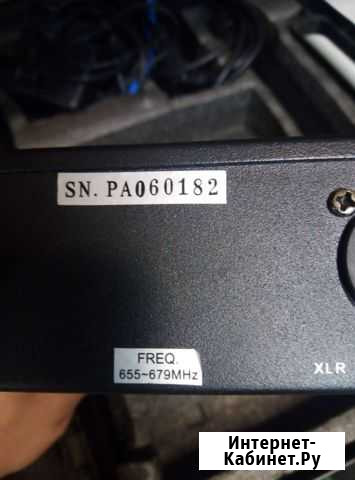 SN. PA060182
FREQ.
655~679MHz
XLR
Интернет-
Кабинет.Ру